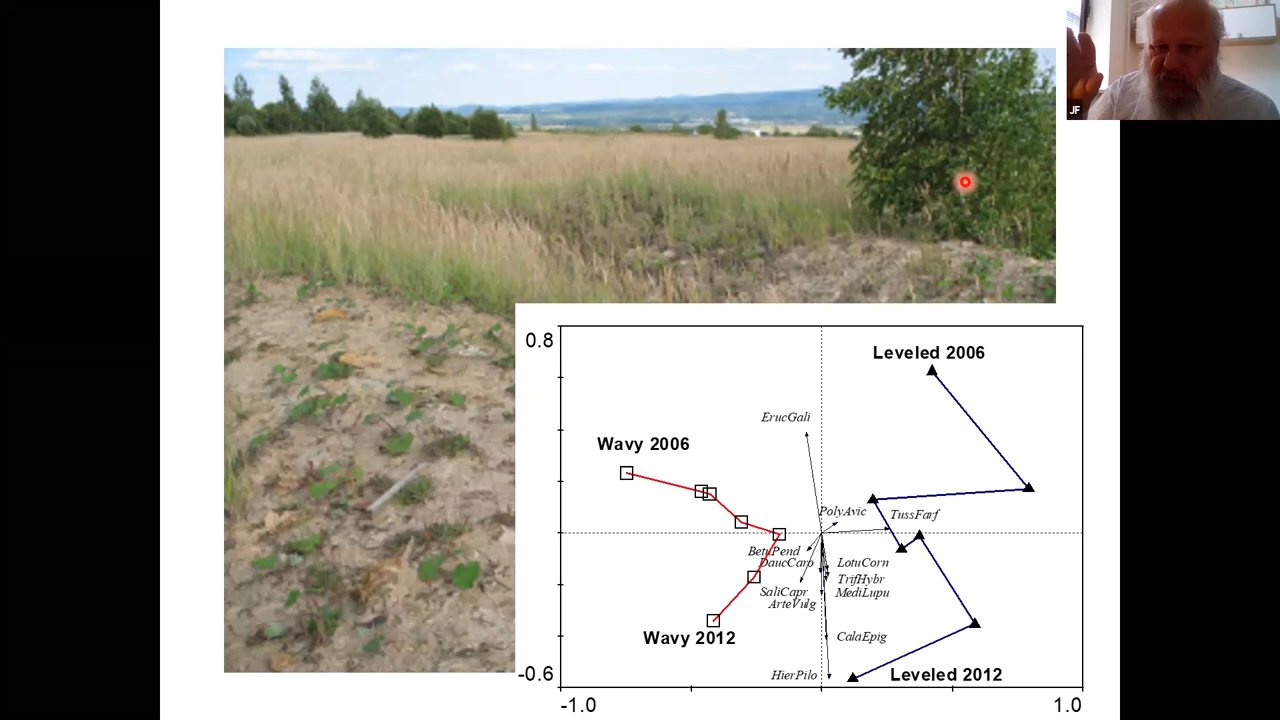 JF
0.8
Leveled 2006
ErucGali
Wavy 2006
PolyAvic
TussFarf
BetuPend
DaucCaro
LotuCorn
TrifHybr
SaliCapr
MediLupu
ArteVulg
Wavy 2012
CalaEpig
HierPilo
Leveled 2012
-0.6
-1.0
1.0